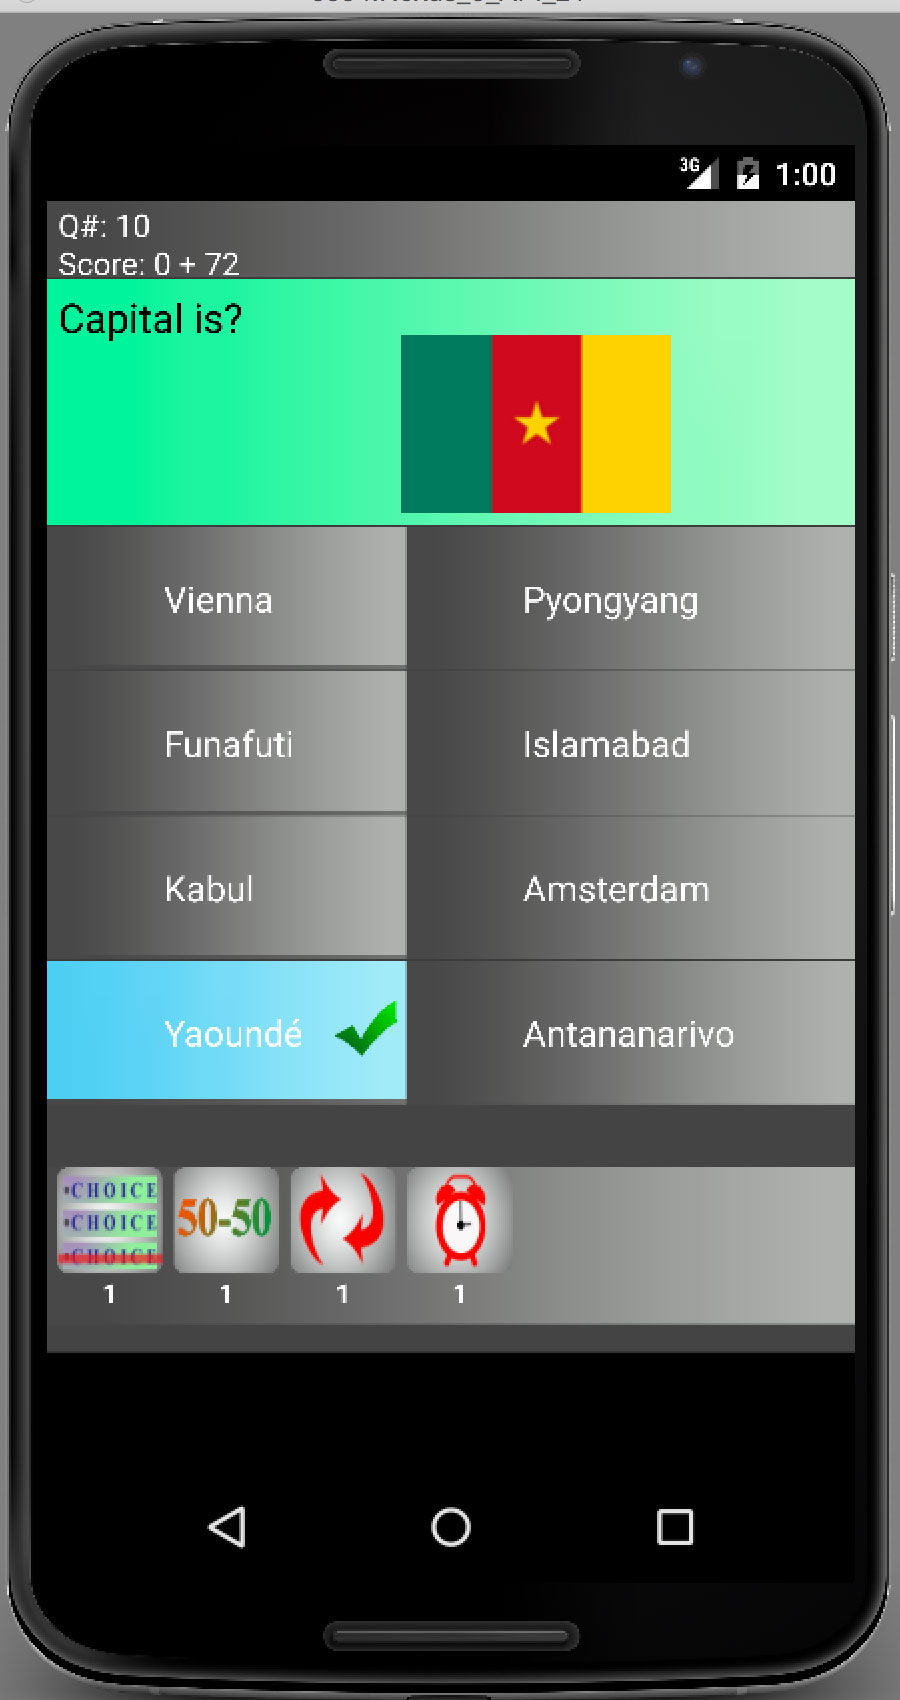 3G 1:00
Q#: 10
Score: 0 + 72
Capital is?
Vienna
Pyongyang
Funafuti
Islamabad
Kabul
Amsterdam
Yaoundé
Antananarivo
•CHOICE
•CHOICE
•CHOICE
50-50
1 1 1 1